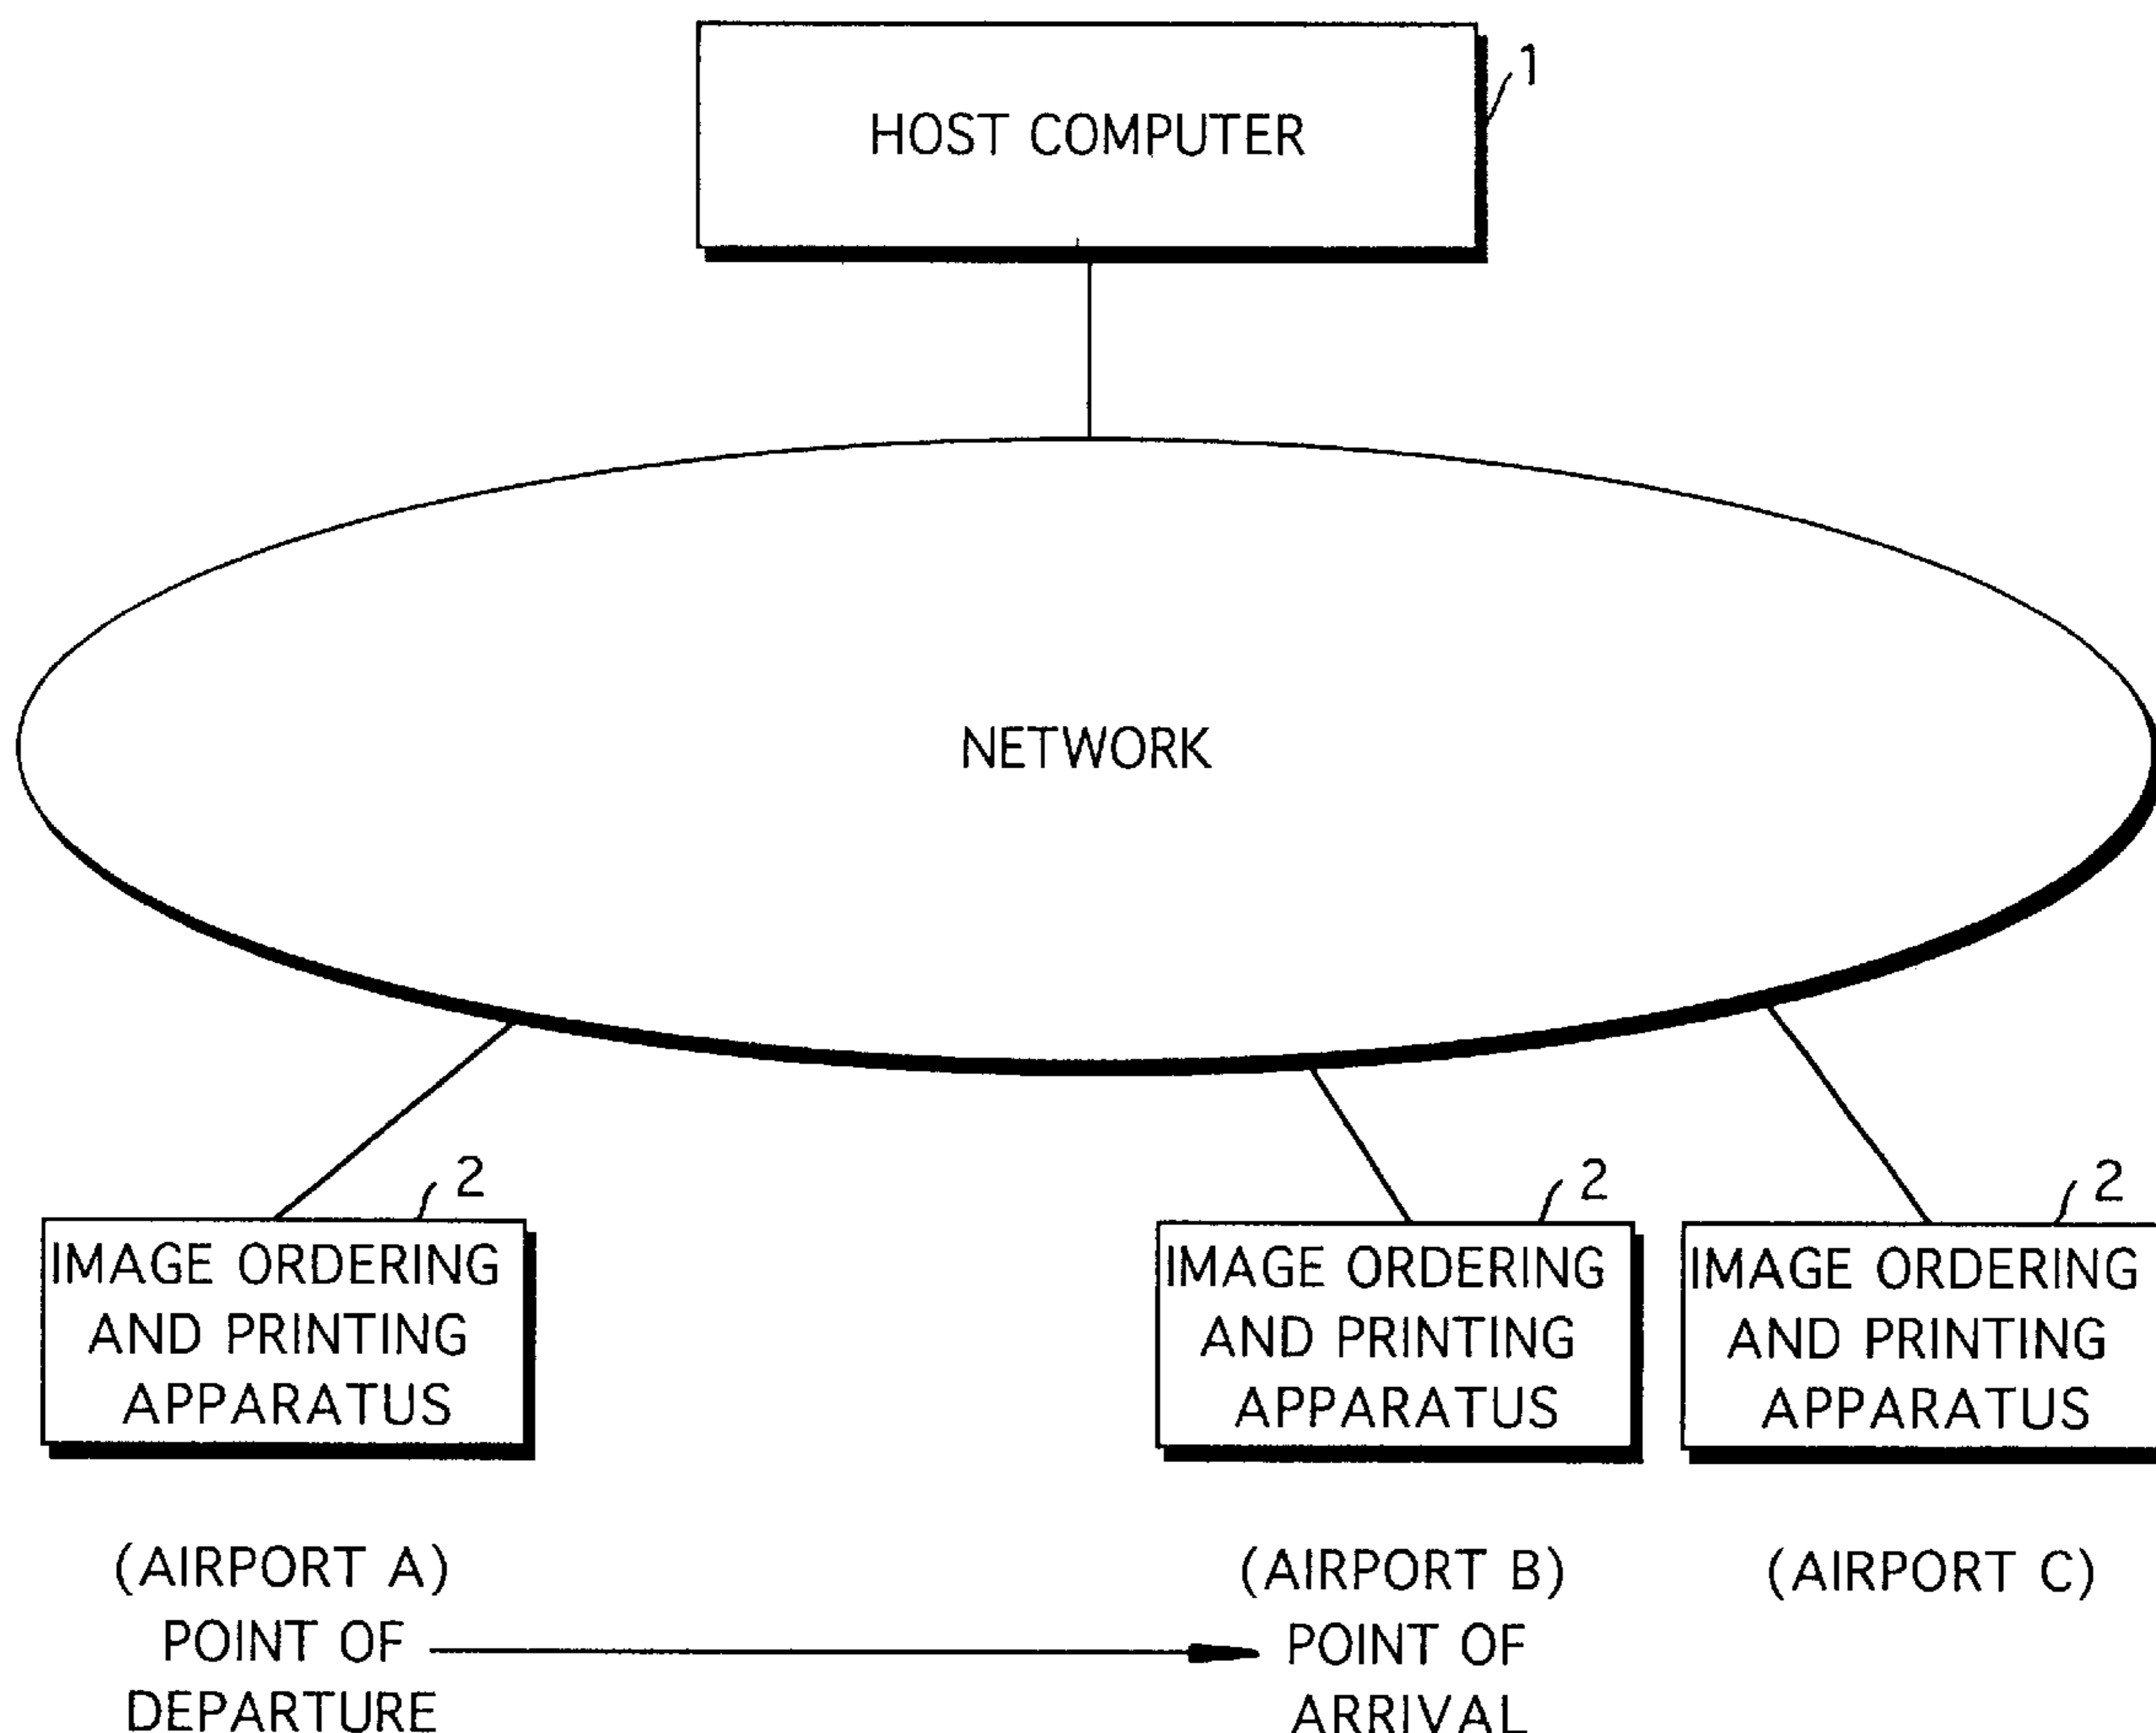 HOST COMPUTER
1
NETWORK
2
IMAGE ORDERING
AND PRINTING
APPARATUS
(AIRPORT A)
POINT OF
DEPARTURE
2
IMAGE ORDERING
AND PRINTING
APPARATUS
(AIRPORT B)
POINT OF
ARRIVAL
2
IMAGE ORDERING
AND PRINTING
APPARATUS
(AIRPORT C)